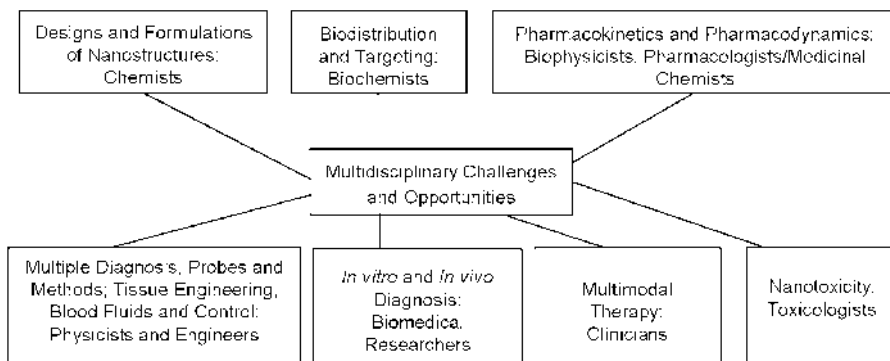 Designs and Formulations
of Nanostructures:
Chemists
Biodistribution
and Targeting:
Biochemists
Pharmacokinetics and Pharmacodynamics:
Biophysicists. Pharmacologists/Medicinal
Chemists
Multidisciplinary Challenges
and Opportunities
Multiple Diagnosis, Probes and
Methods; Tissue Engineering,
Blood Fluids and Control:
Physicists and Engineers
In vitro and In vivo
Diagnosis:
Biomedica.
Researchers
Multimodal
Therapy:
Clinicians
Nanotoxicity.
Toxicologists